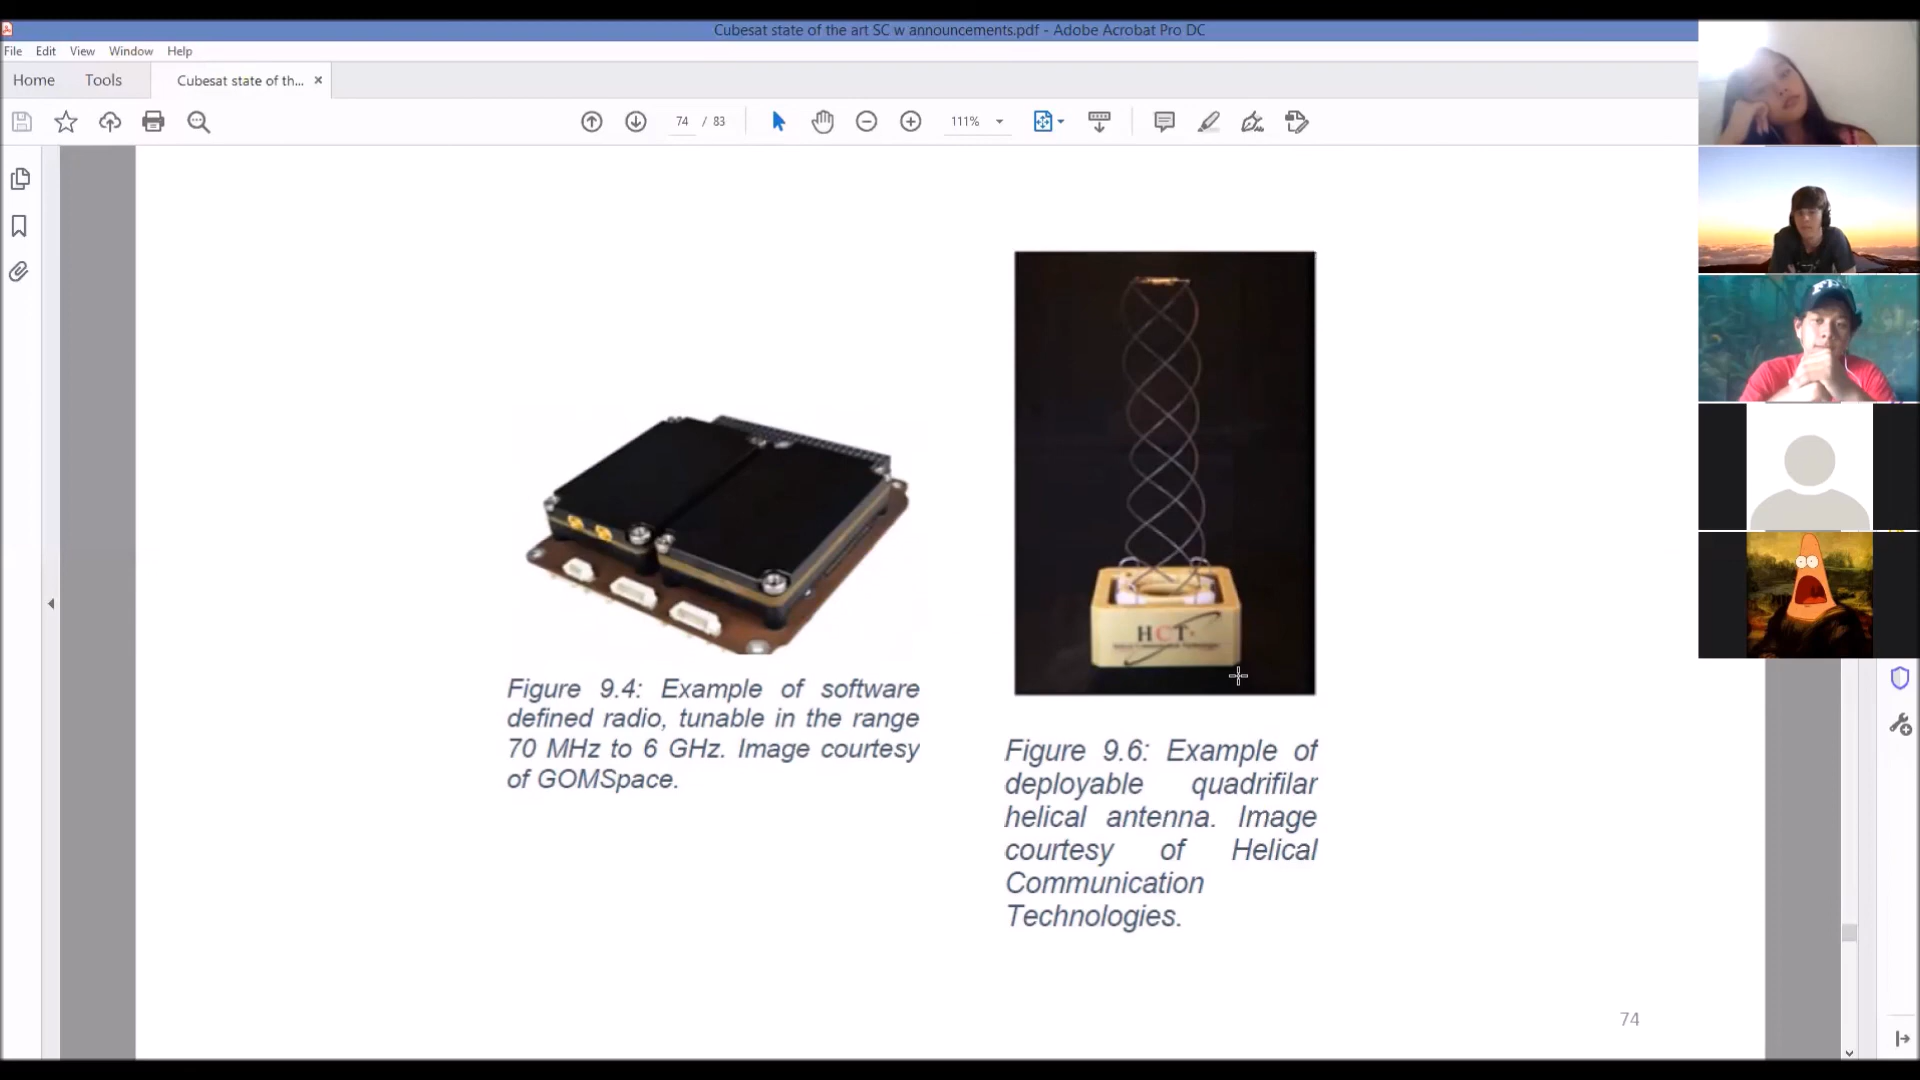 Cubesat state of the art SC w announcements.pdf - Adobe Acrobat Pro DC
File Edit View Window Help
Home Tools Cubesat state of th... ×
74 / 83 111%
HCT
Figure 9.4: Example of software
defined radio, tunable in the range
70 MHz to 6 GHz. Image courtesy
of GOMSpace.
Figure 9.6: Example of
deployable quadrifilar
helical antenna. Image
courtesy of Helical
Communication
Technologies.
74